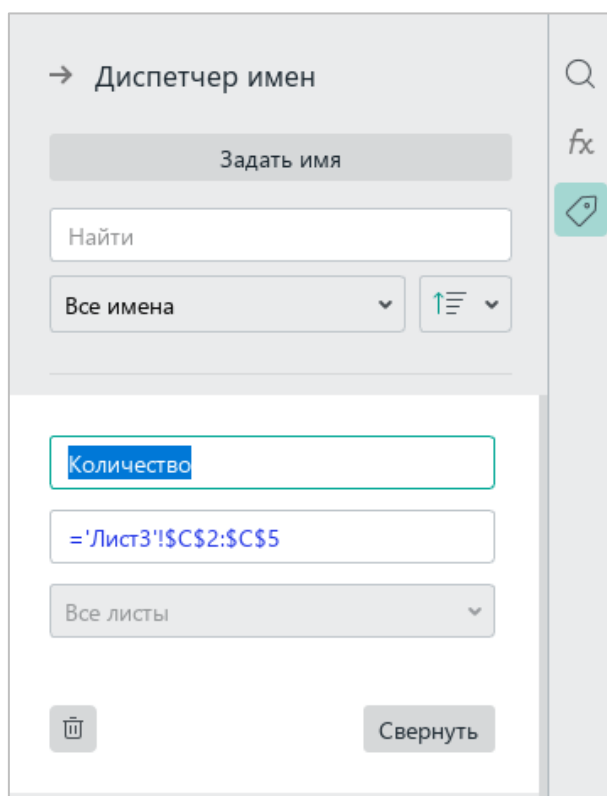 Диспетчер имен
Задать имя
fx
Найти
Все имена
Количество
='Лист3'!$C$2:$C$5
Все листы
Свернуть